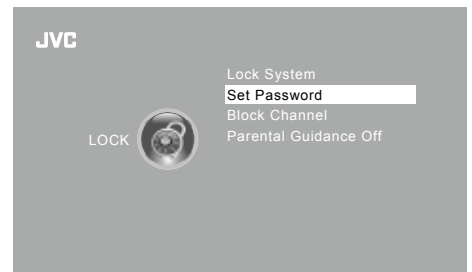 JVC
Lock System
Set Password
Block Channel
LOCK
Parental Guidance Off